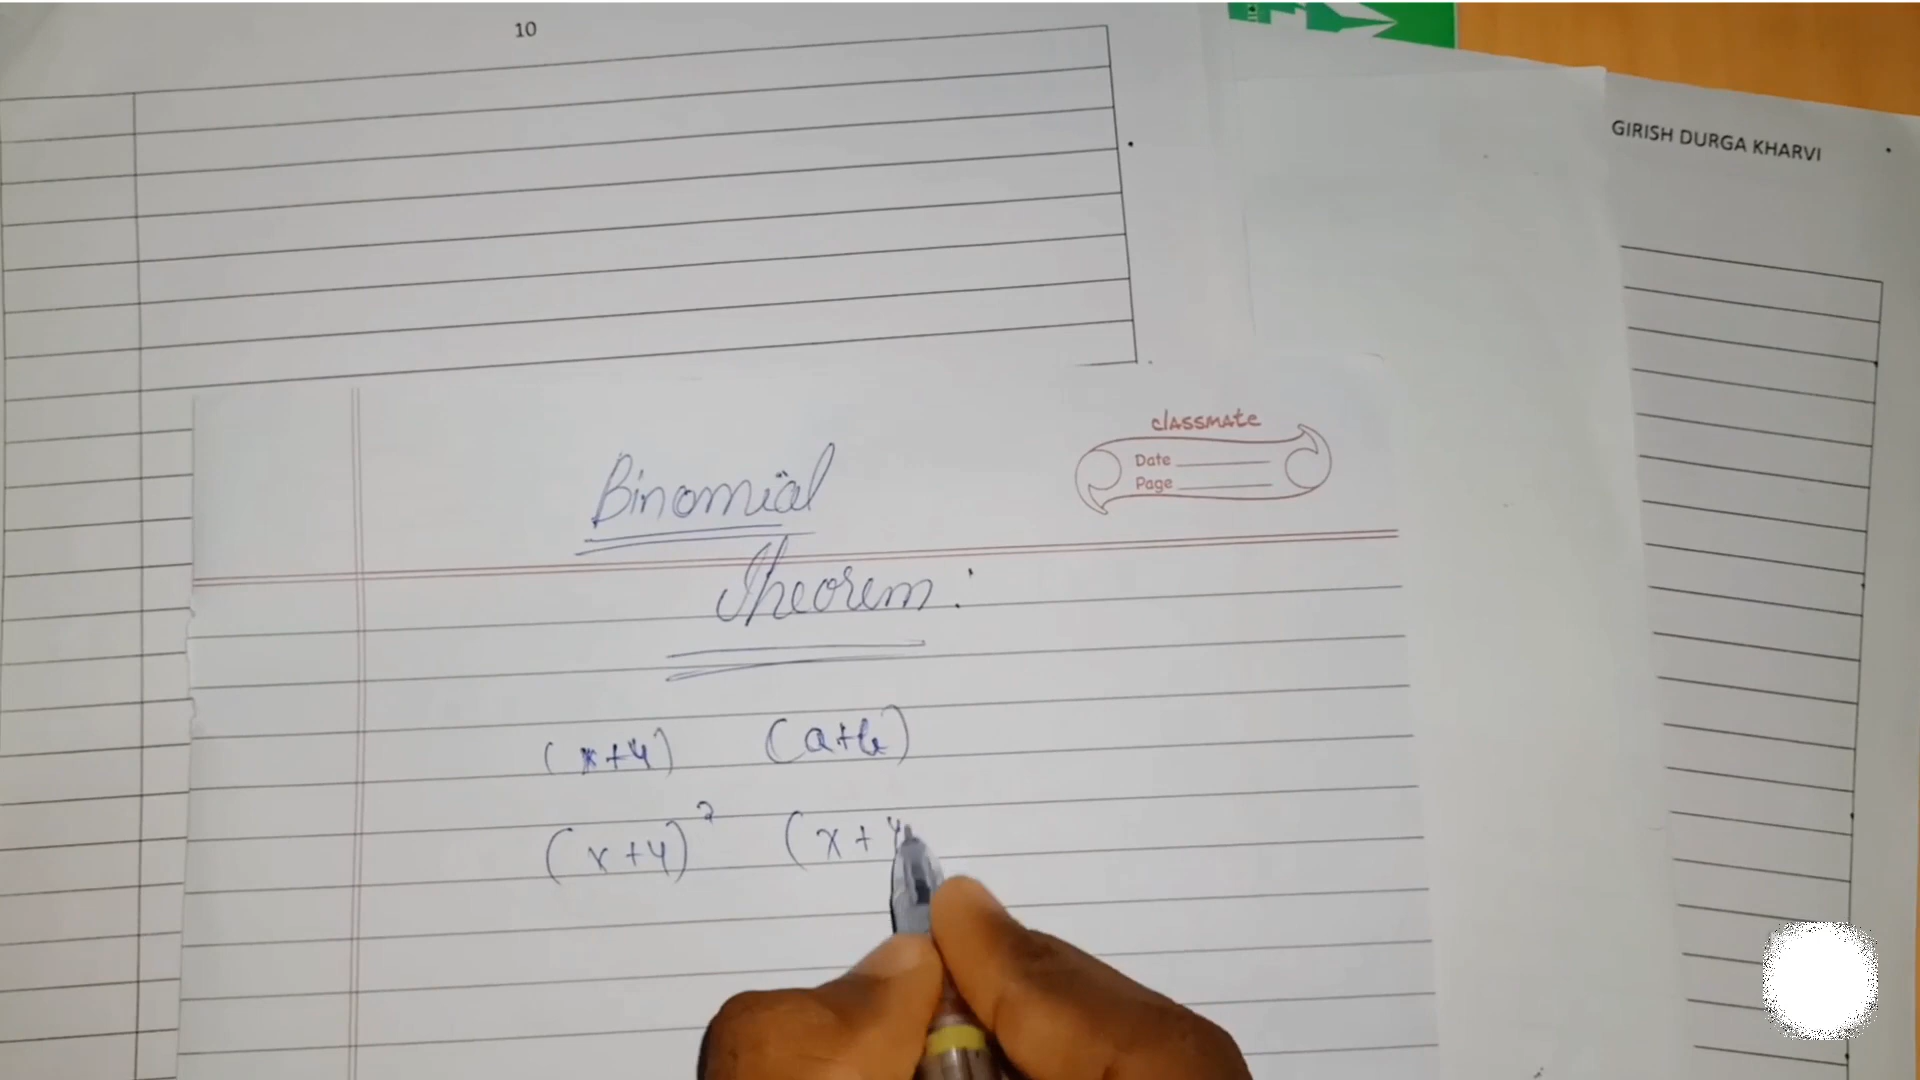 10
GIRISH DURGA KHARVI
classmate
Date
Page
Binomial
Theorem:
(x+y) (a+b)
(x+y)² (x+y